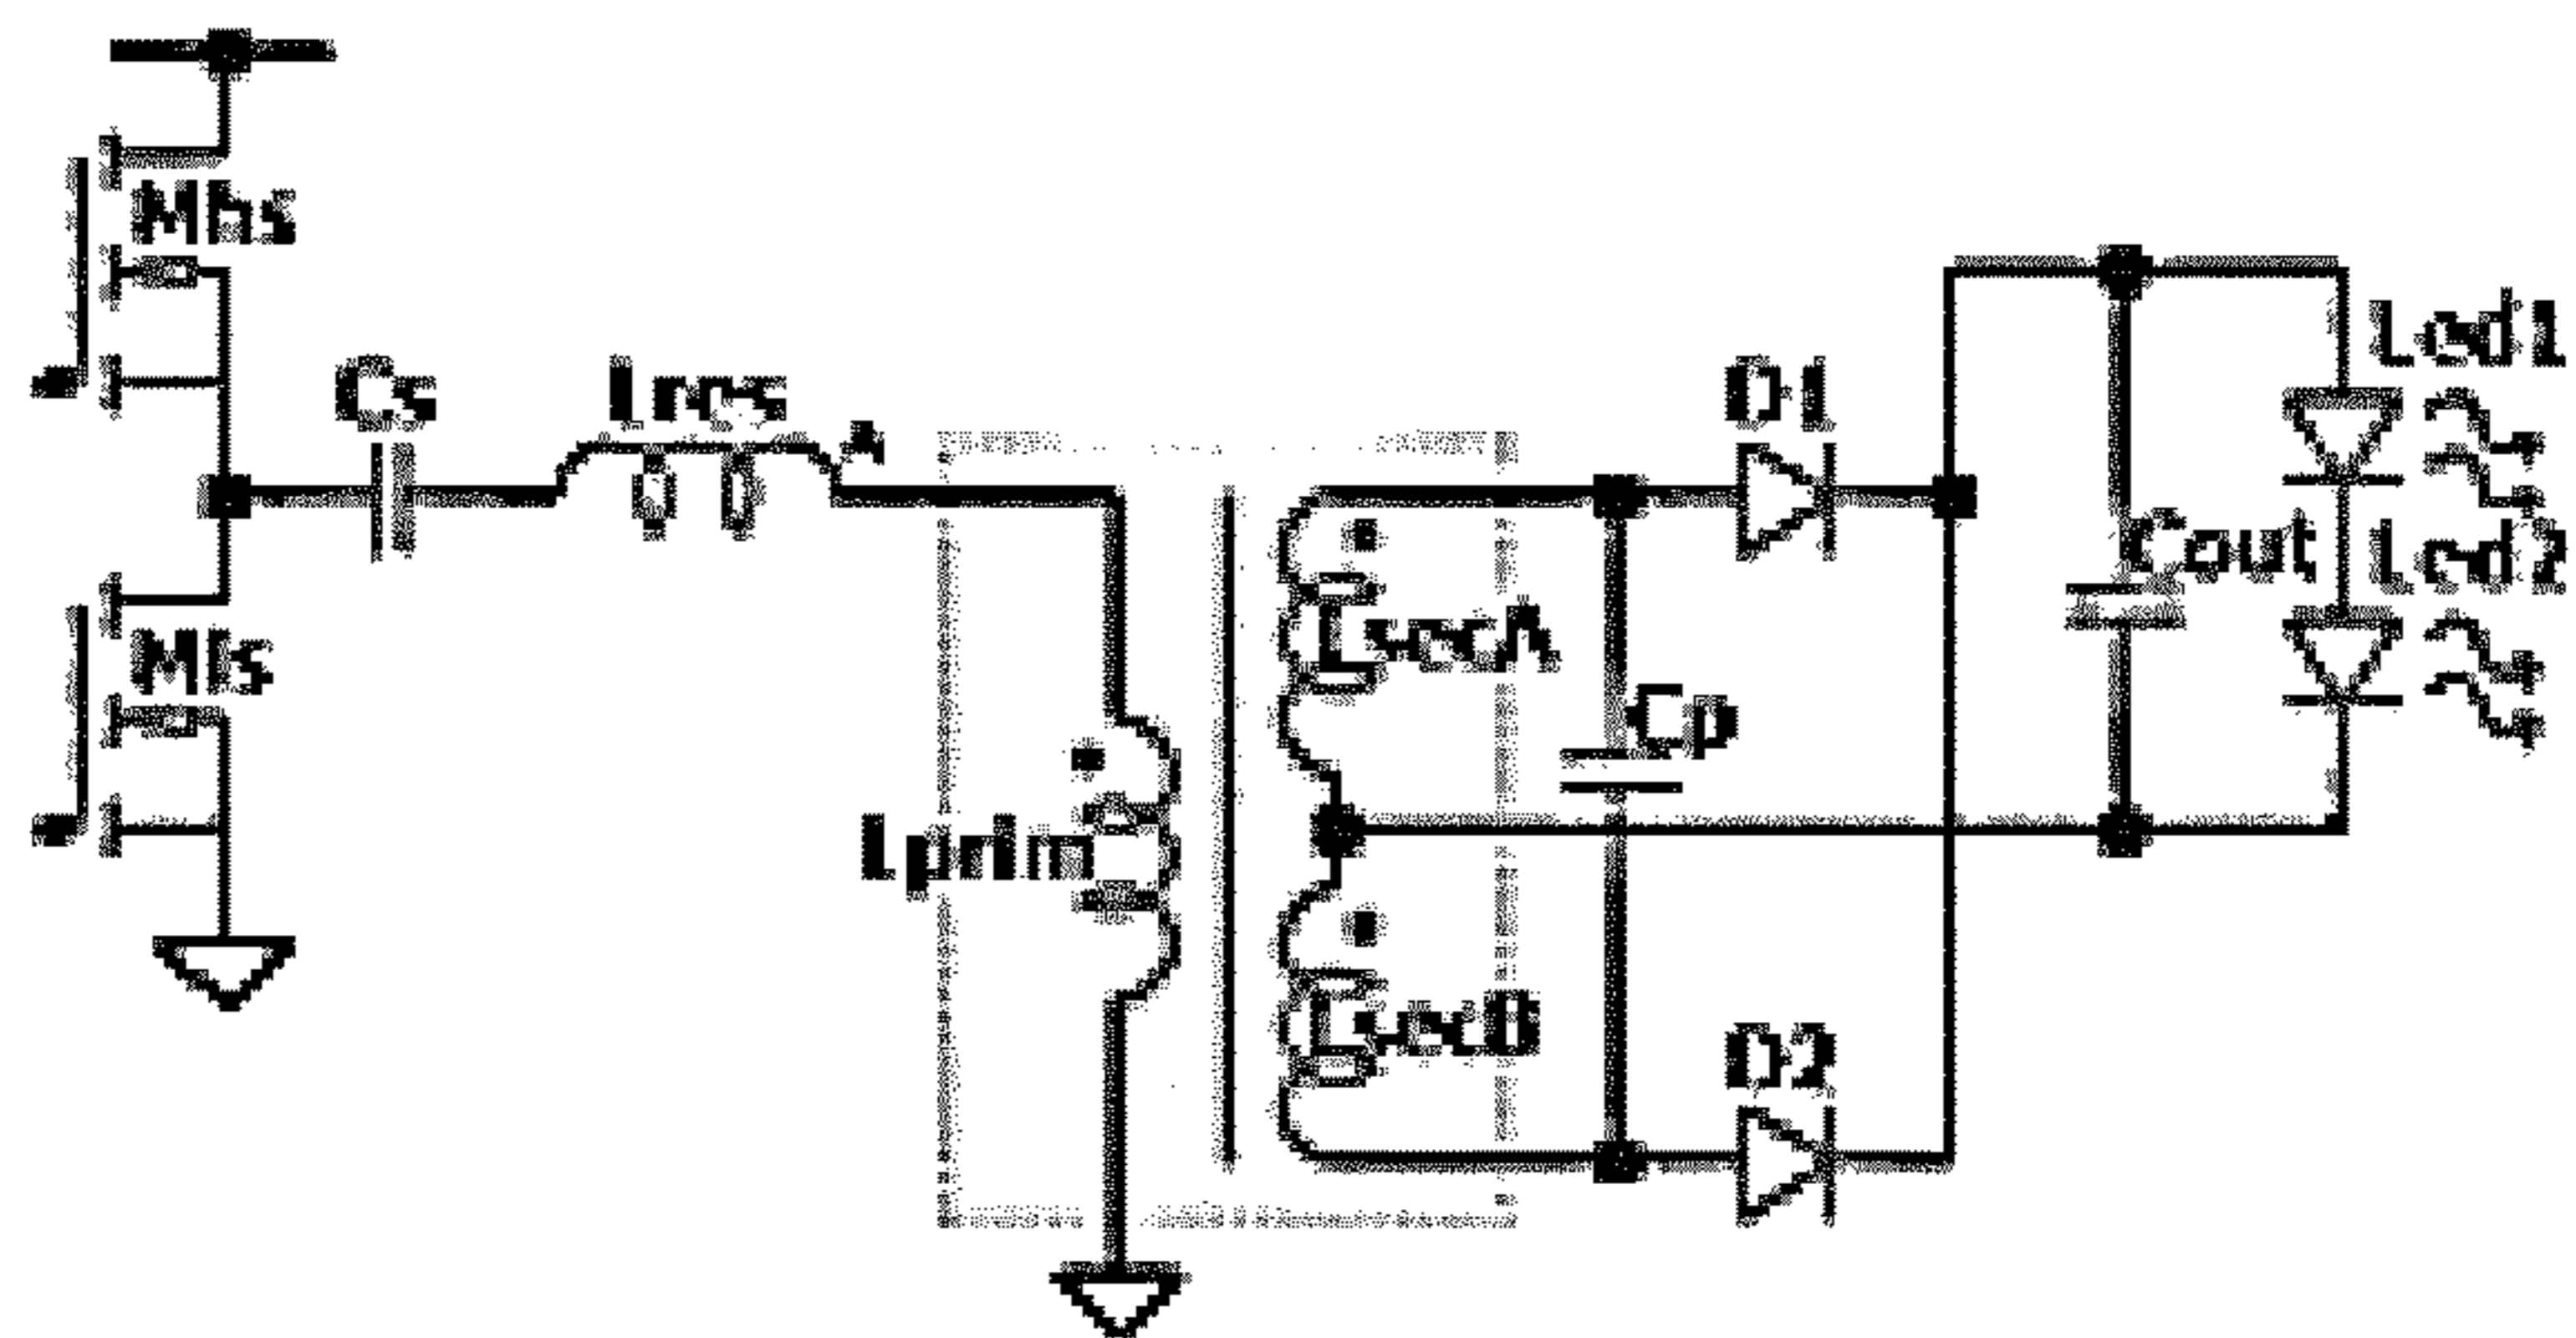 Mhs
Cs
Lres
D1
Led1
Cout
Led2
Mls
LsecA
Cp
Lprim
LsecB
D2